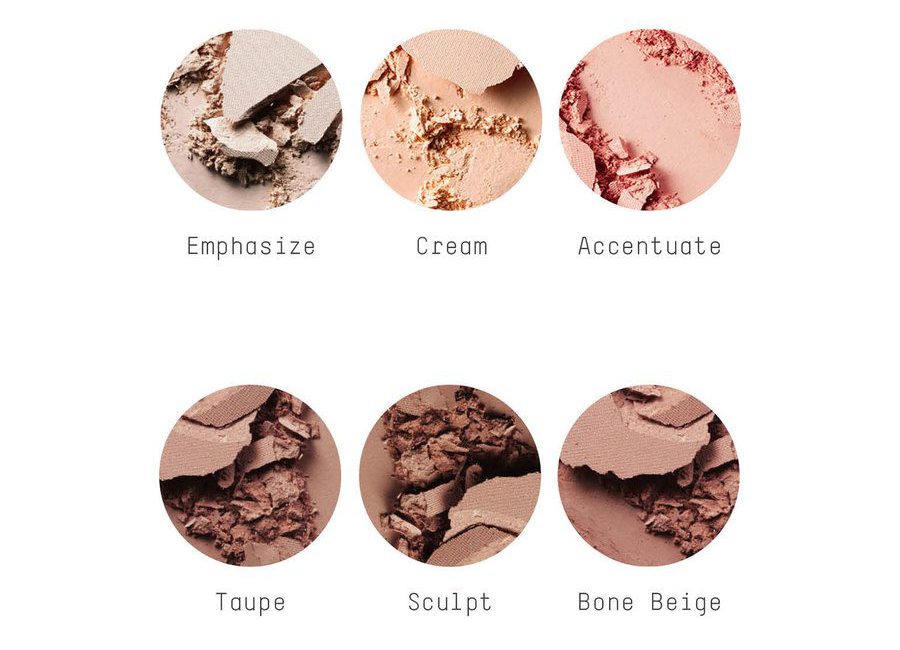 Emphasize
Cream
Accentuate
Taupe
Sculpt
Bone Beige